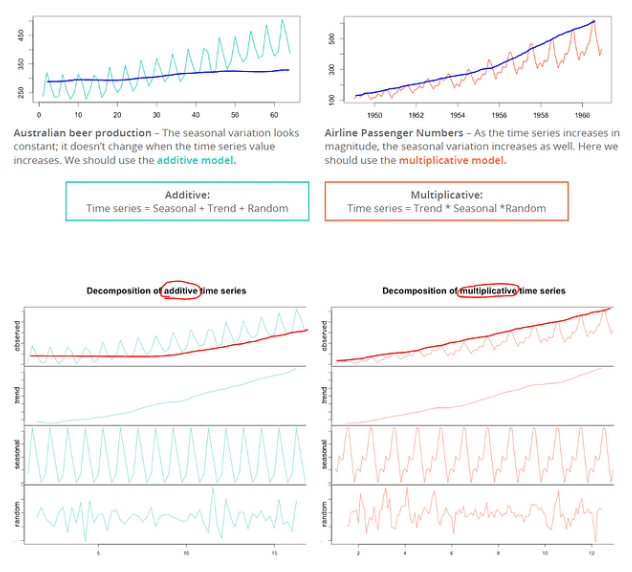 450
350
250
0 10 20 30 40 50 60
500
300
100
1950 1952 1954 1956 1958 1960
Australian beer production – The seasonal variation looks
constant; it doesn't change when the time series value
increases. We should use the additive model.
Airline Passenger Numbers – As the time series increases in
magnitude, the seasonal variation increases as well. Here we
should use the multiplicative model.
Additive:
Time series = Seasonal + Trend + Random
Multiplicative:
Time series = Trend * Seasonal *Random
Decomposition of additive time series
observed
trend
seasonal
random
5 10 15
Decomposition of multiplicative time series
observed
trend
seasonal
random
2 4 6 8 10 12